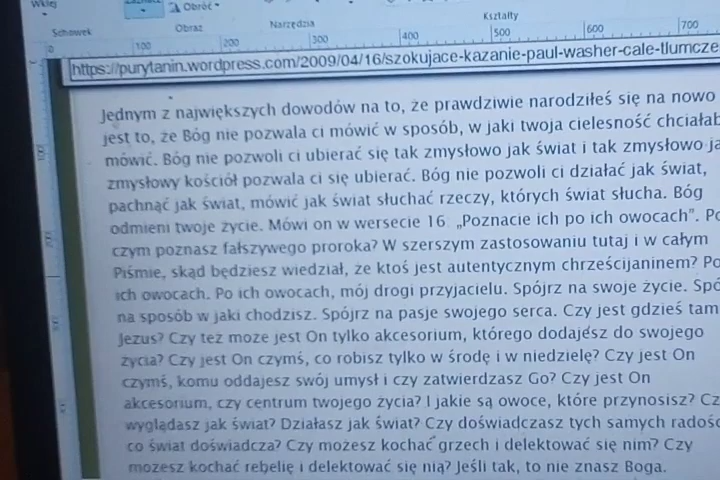 Wklej
Obróć
Schowek
Obraz
Narzędzia
Kształty
0 100 200 300 400 500 600 700
https://purytanin.wordpress.com/2009/04/16/szokujace-kazanie-paul-washer-cale-tlumcze
Jednym z największych dowodów na to, że prawdziwie narodziłeś się na nowo
jest to, że Bóg nie pozwala ci mówić w sposób, w jaki twoja cielesność chciałab
mówić. Bóg nie pozwoli ci ubierać się tak zmysłowo jak świat i tak zmysłowo ja
zmysłowy kościół pozwala ci się ubierać. Bóg nie pozwoli ci działać jak świat,
pachnąć jak świat, mówić jak świat słuchać rzeczy, których świat słucha. Bóg
odmieni twoje życie. Mówi on w wersecie 16: „Poznacie ich po ich owocach”. Po
czym poznasz fałszywego proroka? W szerszym zastosowaniu tutaj i w całym
Piśmie, skąd będziesz wiedział, że ktoś jest autentycznym chrześcijaninem? Po
ich owocach. Po ich owocach, mój drogi przyjacielu. Spójrz na swoje życie. Spó
na sposób w jaki chodzisz. Spójrz na pasje swojego serca. Czy jest gdzieś tam
Jezus? Czy też może jest On tylko akcesorium, którego dodajesz do swojego
życia? Czy jest On czymś, co robisz tylko w środę i w niedzielę? Czy jest On
czymś, komu oddajesz swój umysł i czy zatwierdzasz Go? Czy jest On
akcesorium, czy centrum twojego życia? I jakie są owoce, które przynosisz? Cz
wyglądasz jak świat? Działasz jak świat? Czy doświadczasz tych samych radośc
co świat doświadcza? Czy możesz kochać grzech i delektować się nim? Czy
możesz kochać rebelię i delektować się nią? Jeśli tak, to nie znasz Boga.